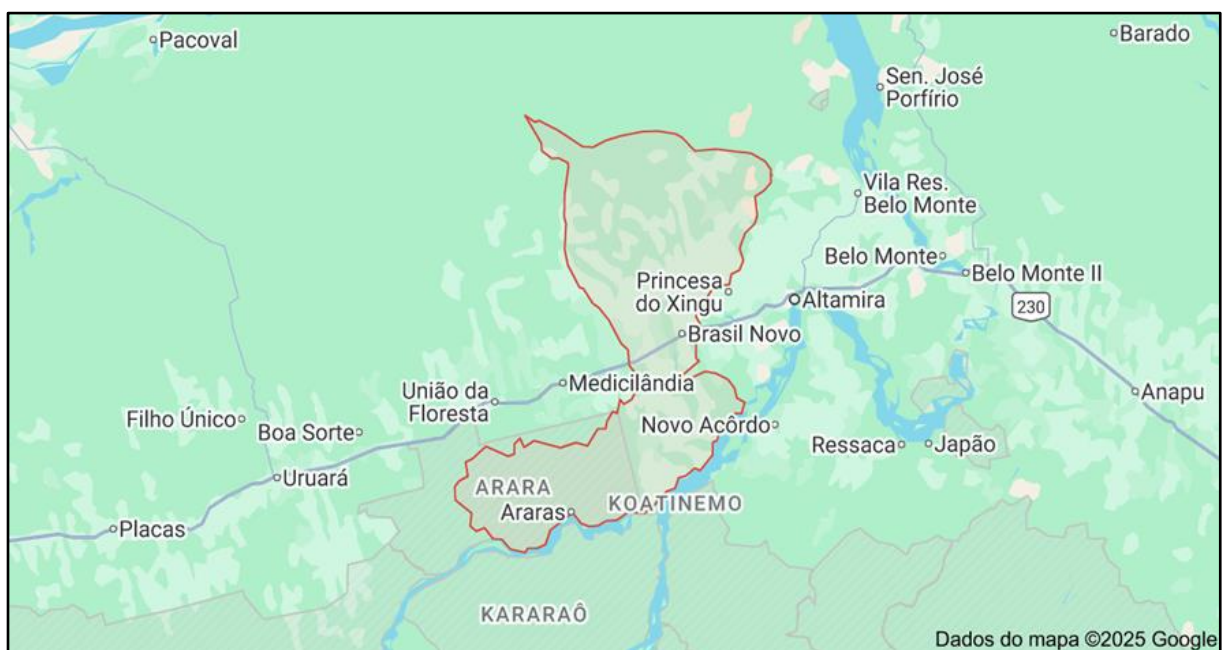 Pacoval
Barado
Sen. José
Porfírio
Vila Res.
Belo Monte
Belo Monte
Belo Monte II
Princesa
do Xingu
Altamira
230
Brasil Novo
Medicilândia
União da
Floresta
Anapu
Filho Único
Boa Sorte
Novo Acôrdo
Ressaca
Japão
Uruará
ARARA
Araras
KOATINEMO
Placas
KARARAÔ
Dados do mapa ©2025 Google